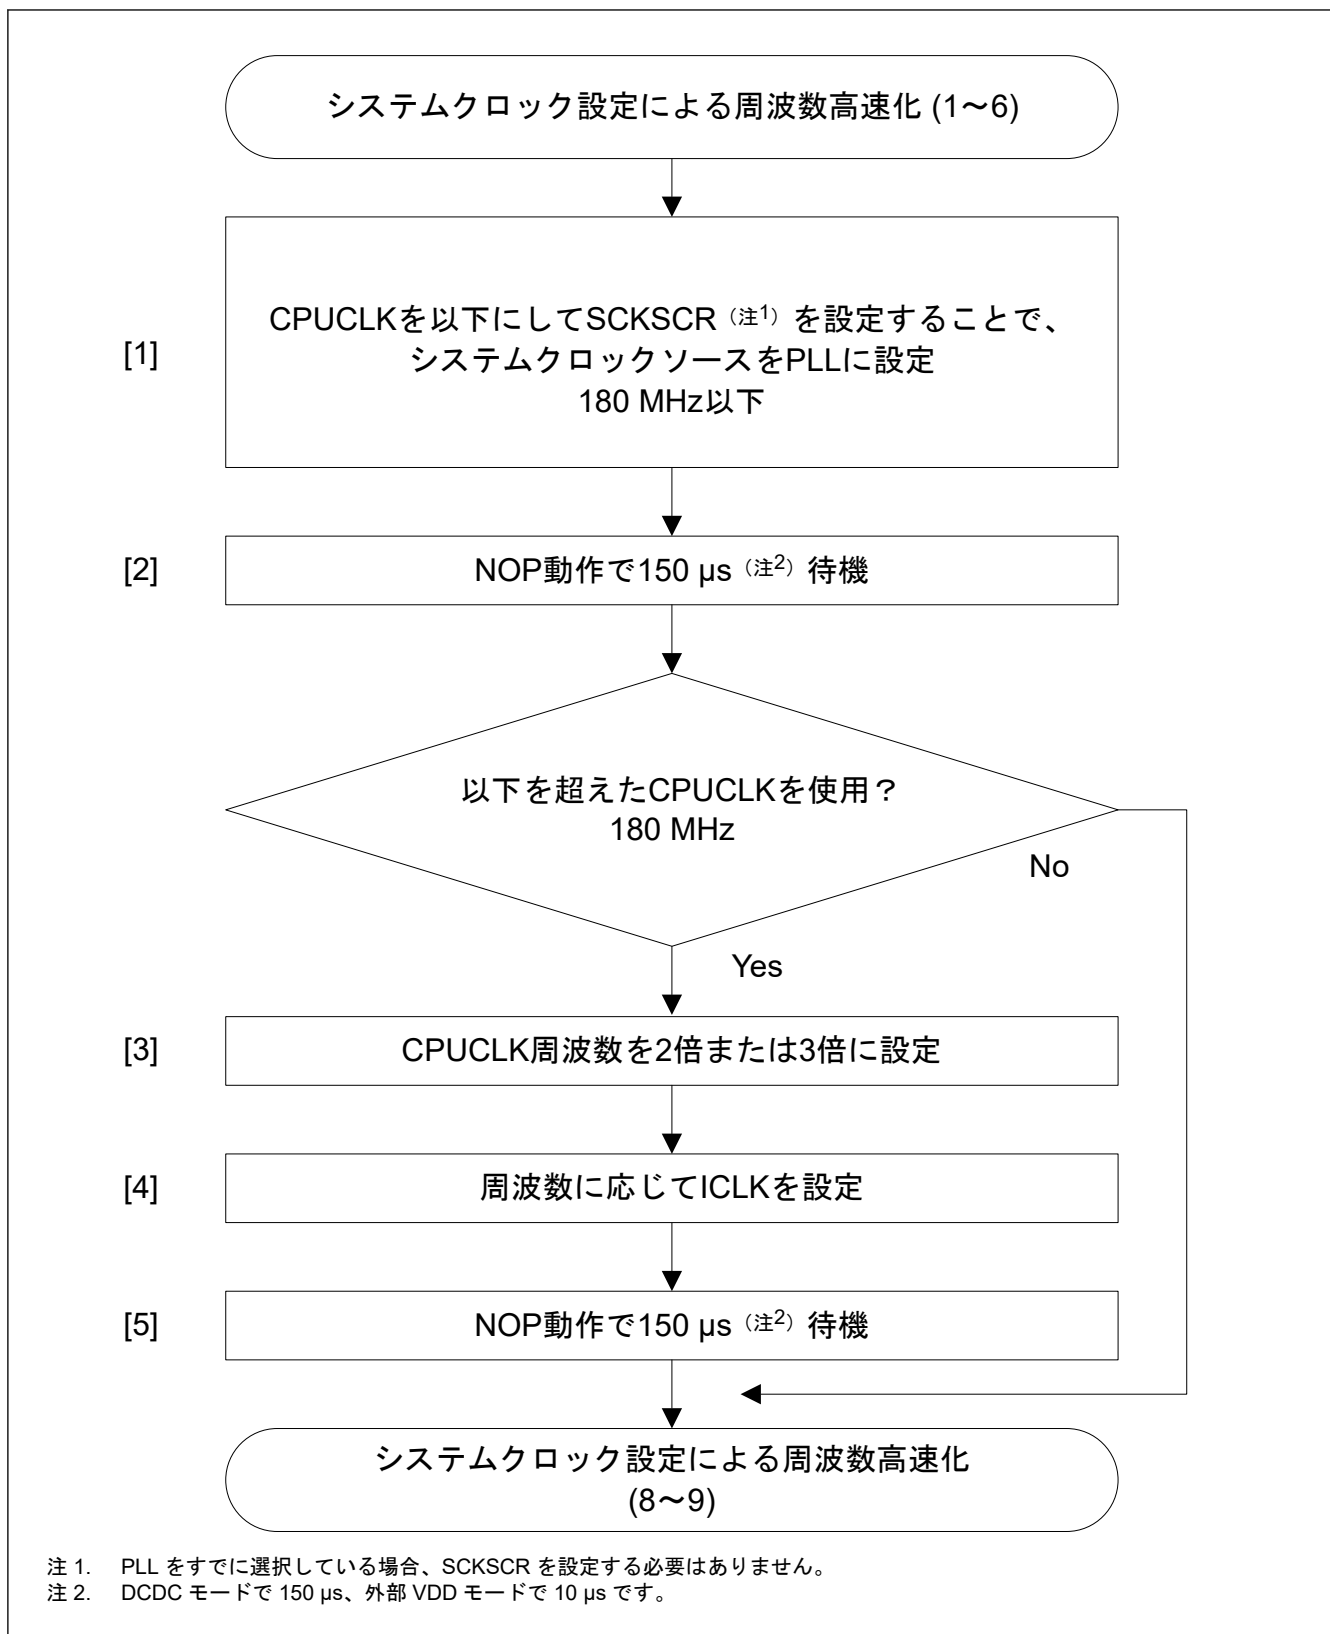 システムクロック設定による周波数高速化 (1～6)
[1]
CPUCLKを以下にしてSCKSCR（注1）を設定することで、
システムクロックソースをPLLに設定
180 MHz以下
[2]
NOP動作で150 µs（注2）待機
以下を超えたCPUCLKを使用？
180 MHz
No
Yes
[3]
CPUCLK周波数を2倍または3倍に設定
[4]
周波数に応じてICLKを設定
[5]
NOP動作で150 µs（注2）待機
システムクロック設定による周波数高速化
(8～9)
注 1. PLL をすでに選択している場合、SCKSCR を設定する必要はありません。
注 2. DCDC モードで 150 µs、外部 VDD モードで 10 µs です。